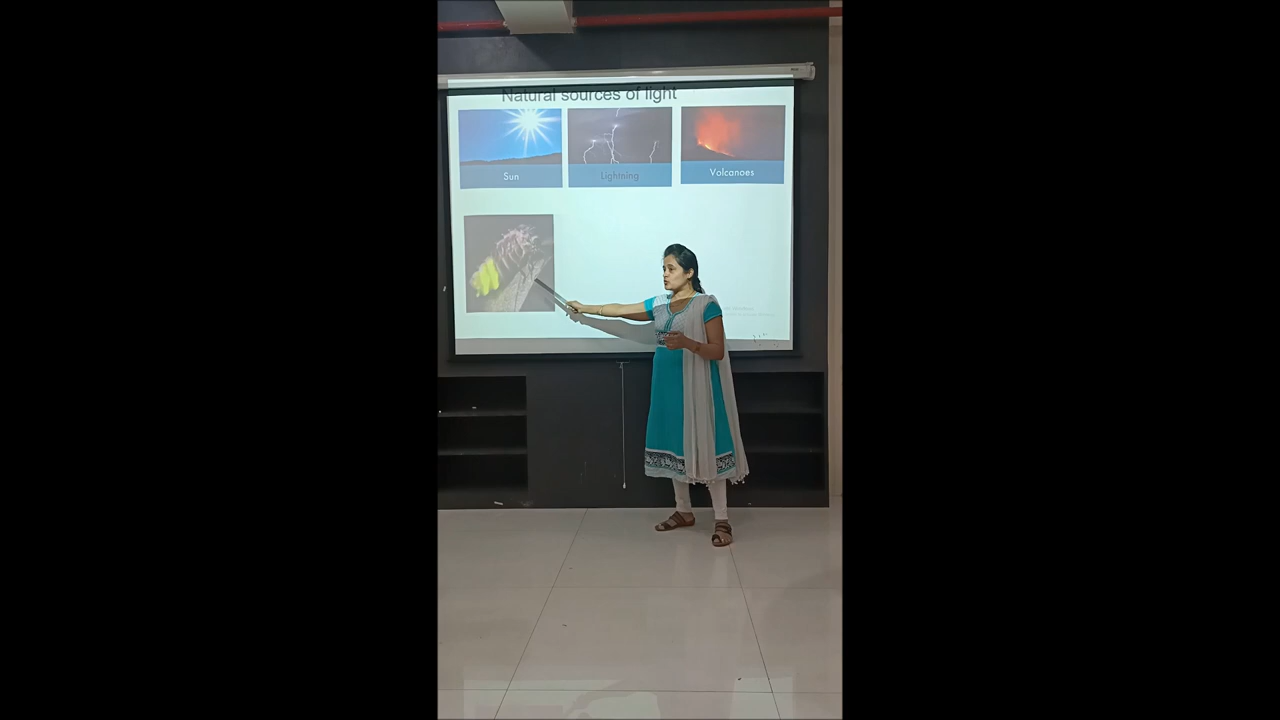 Natural sources of light
Sun
Lightning
Volcanoes